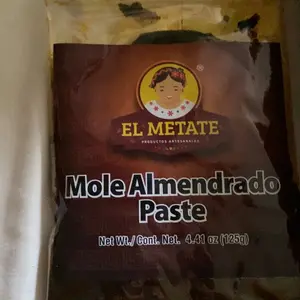 EL METATE
PRODUCTOS ARTESANALES
Mole Almendrado
Paste
Net Wt./ Cont. Net. 4.41 oz (125g)